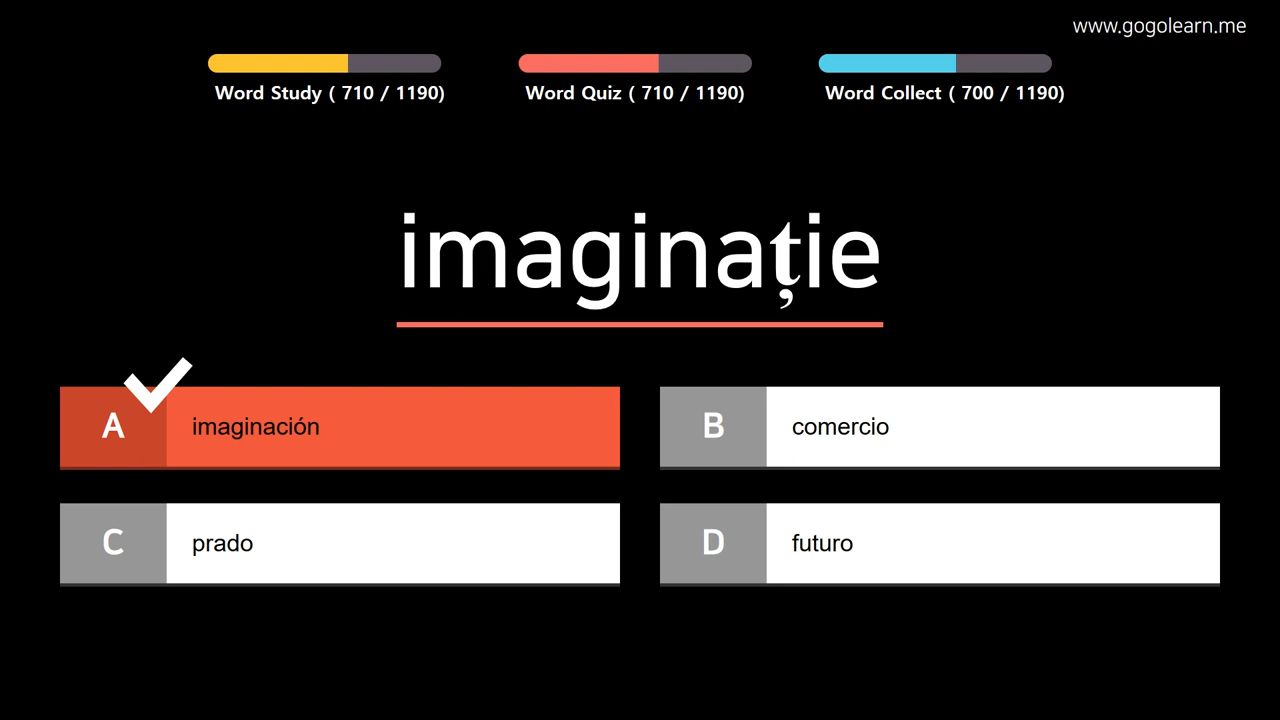 www.gogolearn.me
Word Study ( 710 / 1190)
Word Quiz ( 710 / 1190)
Word Collect ( 700 / 1190)
imaginație
A imaginación
B comercio
C prado
D futuro